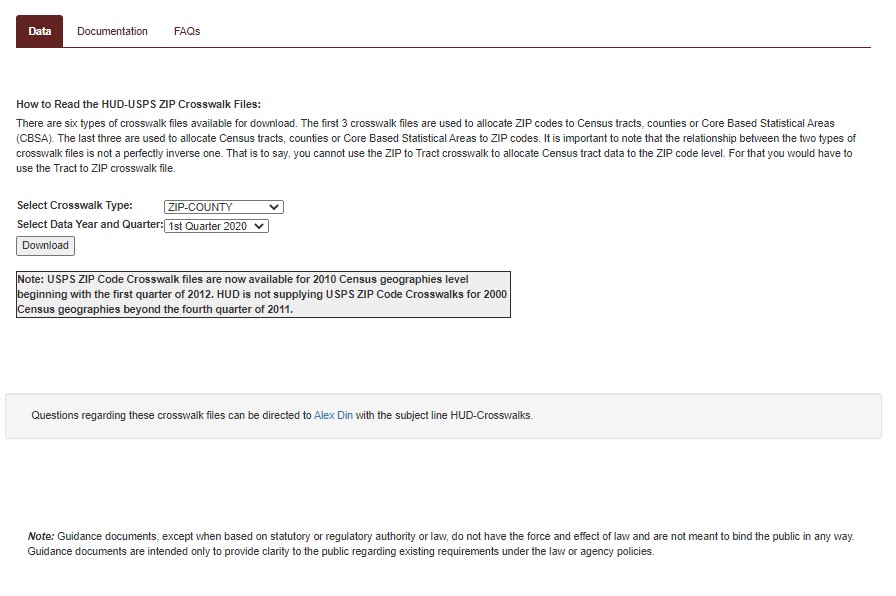 Data Documentation FAQs
How to Read the HUD-USPS ZIP Crosswalk Files:
There are six types of crosswalk files available for download. The first 3 crosswalk files are used to allocate ZIP codes to Census tracts, counties or Core Based Statistical Areas
(CBSA). The last three are used to allocate Census tracts, counties or Core Based Statistical Areas to ZIP codes. It is important to note that the relationship between the two types of
crosswalk files is not a perfectly inverse one. That is to say, you cannot use the ZIP to Tract crosswalk to allocate Census tract data to the ZIP code level. For that you would have to
use the Tract to ZIP crosswalk file.
Select Crosswalk Type: ZIP-COUNTY
Select Data Year and Quarter: 1st Quarter 2020
Download
Note: USPS ZIP Code Crosswalk files are now available for 2010 Census geographies level
beginning with the first quarter of 2012. HUD is not supplying USPS ZIP Code Crosswalks for 2000
Census geographies beyond the fourth quarter of 2011.
Questions regarding these crosswalk files can be directed to Alex Din with the subject line HUD-Crosswalks.
Note: Guidance documents, except when based on statutory or regulatory authority or law, do not have the force and effect of law and are not meant to bind the public in any way.
Guidance documents are intended only to provide clarity to the public regarding existing requirements under the law or agency policies.